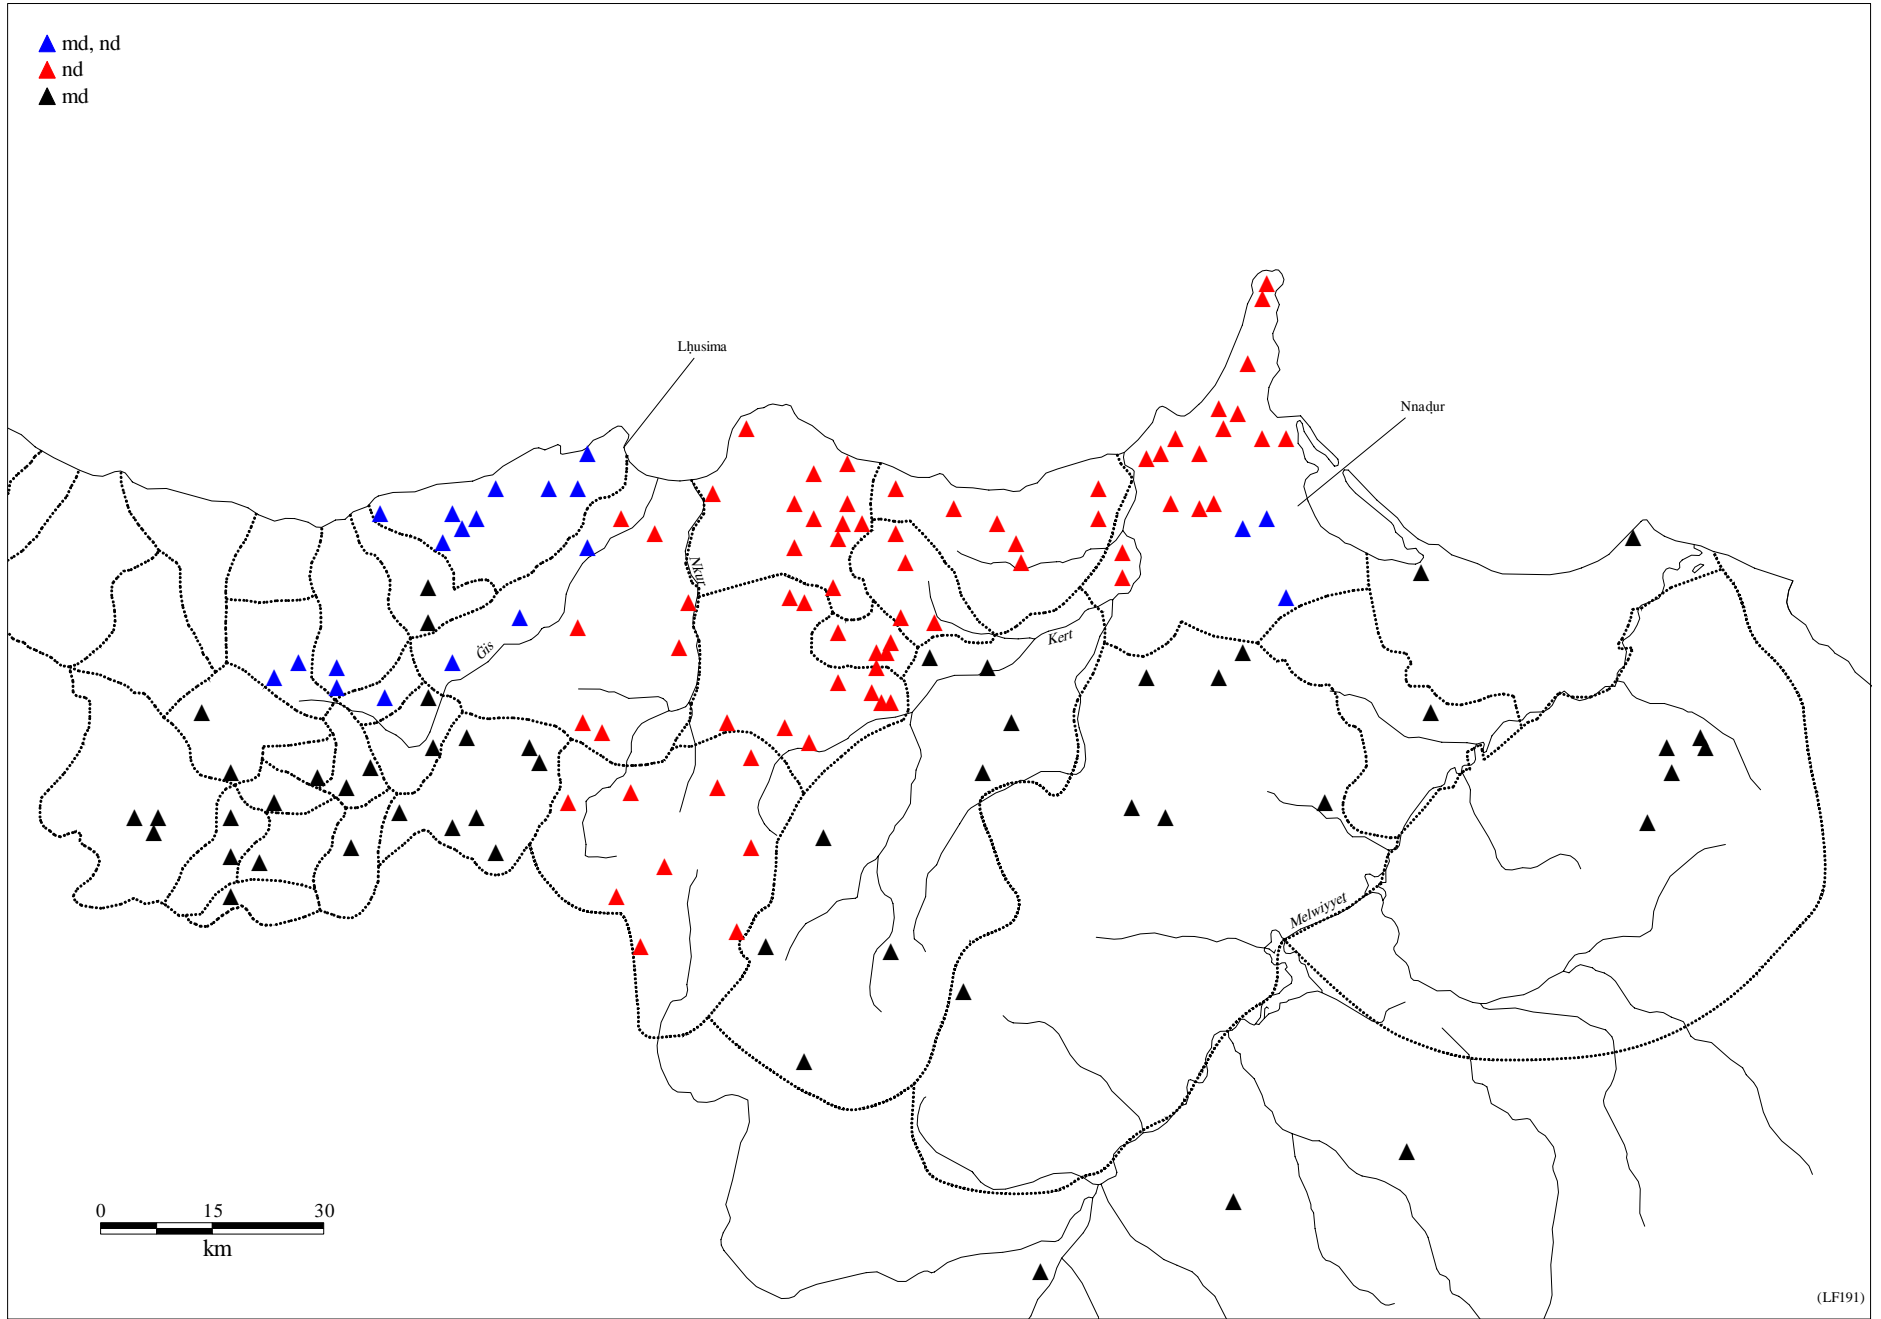 md, nd
nd
md
Lḥusima
Nnaḍur
Nkur
Ġis
Kert
Melwiyyet
0 15 30
km
(LF191)